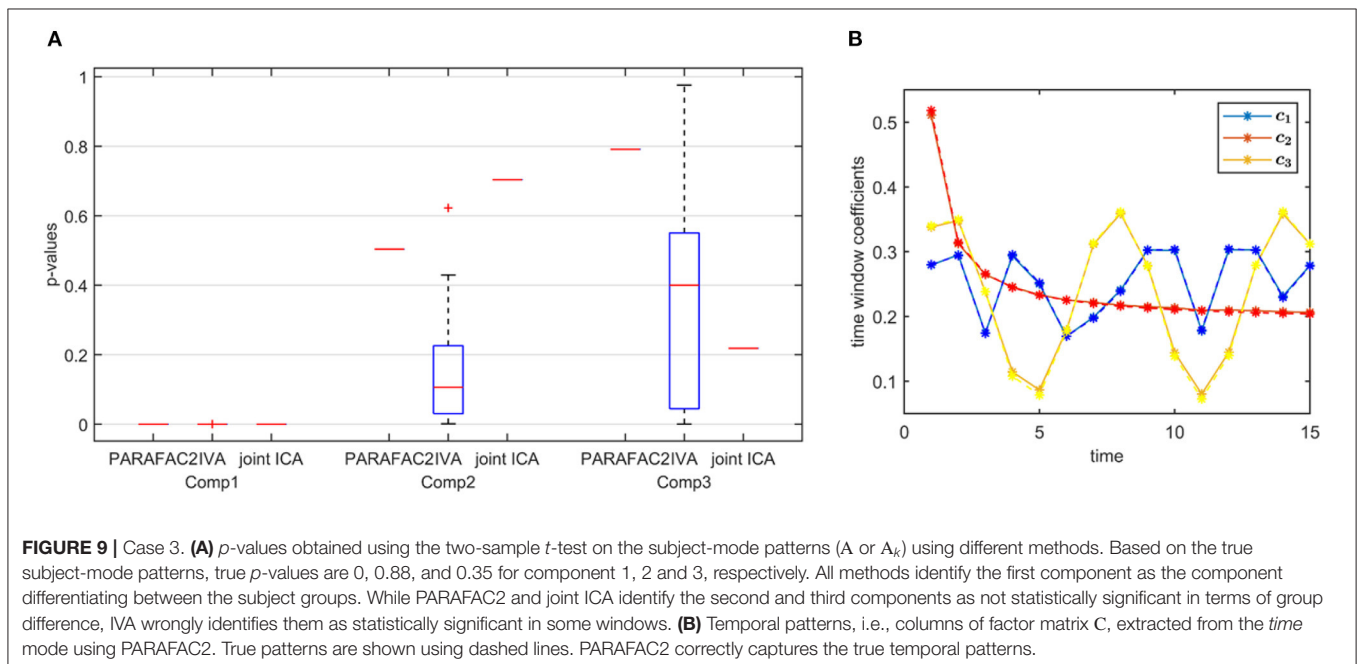 A
B
1
0.8
0.6
0.4
0.2
0
p-values
PARAFAC2IVA joint ICA PARAFAC2IVA joint ICA PARAFAC2IVA joint ICA
Comp1 Comp2 Comp3
0.5
0.4
0.3
0.2
0.1
time window coefficients
c₁
c₂
c₃
0 5 10 15
time
FIGURE 9 | Case 3. (A) p-values obtained using the two-sample t-test on the subject-mode patterns (A or Aₖ) using different methods. Based on the true
subject-mode patterns, true p-values are 0, 0.88, and 0.35 for component 1, 2 and 3, respectively. All methods identify the first component as the component
differentiating between the subject groups. While PARAFAC2 and joint ICA identify the second and third components as not statistically significant in terms of group
difference, IVA wrongly identifies them as statistically significant in some windows. (B) Temporal patterns, i.e., columns of factor matrix C, extracted from the time
mode using PARAFAC2. True patterns are shown using dashed lines. PARAFAC2 correctly captures the true temporal patterns.